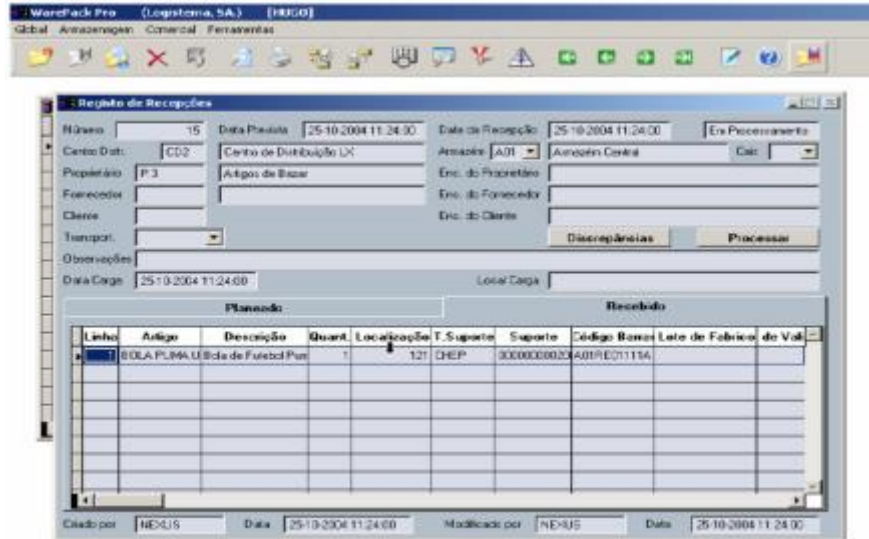 WarePack Pro (Logistema, SA.) [HUGO]
Global Armazenagem Comercial Ferramentas
Registo de Recepções
Número 15 Data Prevista 25-10-2004 11:24:00 Data de Recepção 25-10-2004 11:24:00 Em Processamento
Centro Distr. CD2 Centro de Distribuição LX Armazém A01 Armazém Central Cais
Proprietário P3 Artigos de Bazar Enc. do Proprietário
Fornecedor Enc. do Fornecedor
Cliente Enc. do Cliente
Transport. Discrepâncias Processar
Observações
Data Carga 25-10-2004 11:24:00 Local Carga
Planeado Recebido
Linha Artigo Descrição Quant. Localização T.Suporte Suporte Código Barras Lote de Fabrico de Vali
1 BOLA PUMA U Bola de Futebol Pum 1 121 CHEP
Criado por NEXUS Data 25-10-2004 11:24:00 Modificado por NEXUS Data 25-10-2004 11:24:00